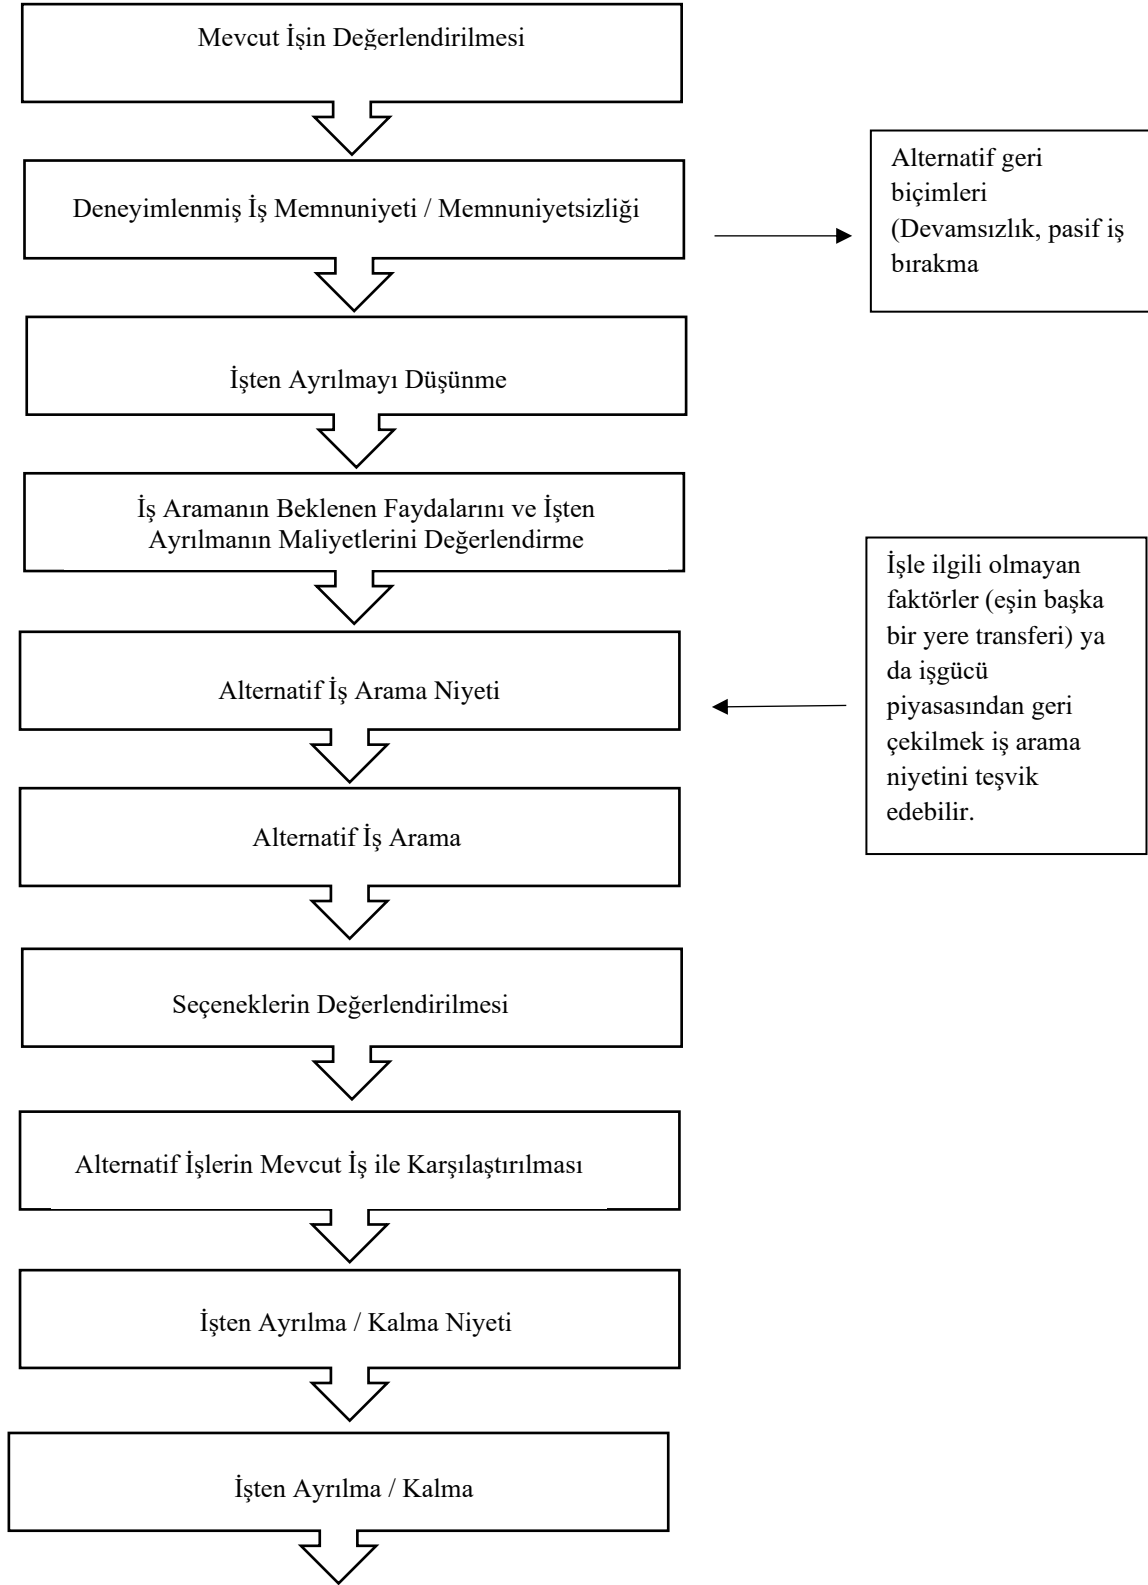 Mevcut İşin Değerlendirilmesi
Deneyimlenmiş İş Memnuniyeti / Memnuniyetsizliği
Alternatif geri
biçimleri
(Devamsızlık, pasif iş
bırakma
İşten Ayrılmayı Düşünme
İş Aramanın Beklenen Faydalarını ve İşten
Ayrılmanın Maliyetlerini Değerlendirme
Alternatif İş Arama Niyeti
İşle ilgili olmayan
faktörler (eşin başka
bir yere transferi) ya
da işgücü
piyasasından geri
çekilmek iş arama
niyetini teşvik
edebilir.
Alternatif İş Arama
Seçeneklerin Değerlendirilmesi
Alternatif İşlerin Mevcut İş ile Karşılaştırılması
İşten Ayrılma / Kalma Niyeti
İşten Ayrılma / Kalma